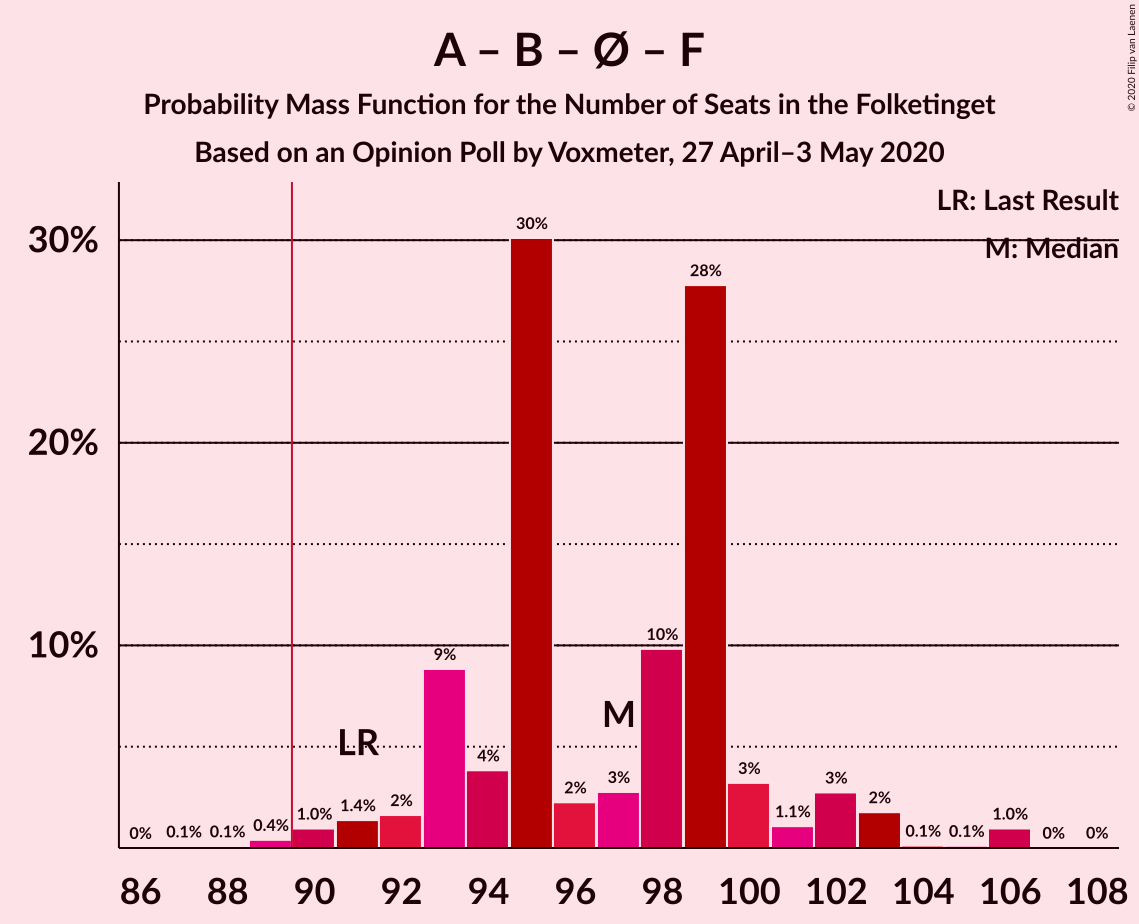 A – B – Ø – F
Probability Mass Function for the Number of Seats in the Folketinget
Based on an Opinion Poll by Voxmeter, 27 April–3 May 2020
© 2020 Filip van Laenen
LR: Last Result
M: Median
30%
20%
10%
0%
0.1%
0.1%
0.4%
1.0%
1.4%
2%
9%
4%
30%
2%
3%
10%
28%
3%
1.1%
3%
2%
0.1%
0.1%
1.0%
0%
0%
LR
M
86 88 90 92 94 96 98 100 102 104 106 108